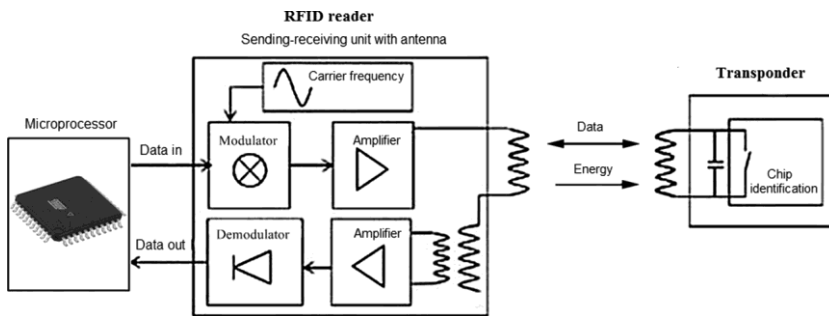 RFID reader
Sending-receiving unit with antenna
Carrier frequency
Transponder
Microprocessor
Data in
Modulator
Amplifier
Data
Energy
Chip
identification
Data out
Demodulator
Amplifier